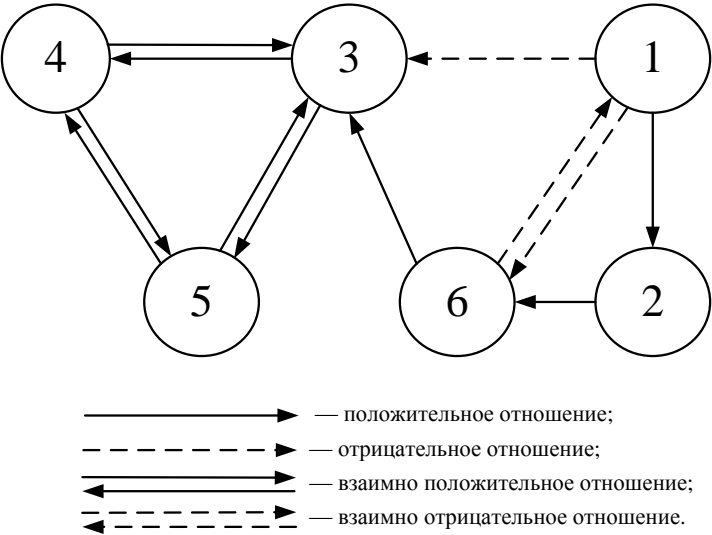 4 3 1
5 6 2
— положительное отношение;
— отрицательное отношение;
— взаимно положительное отношение;
— взаимно отрицательное отношение.